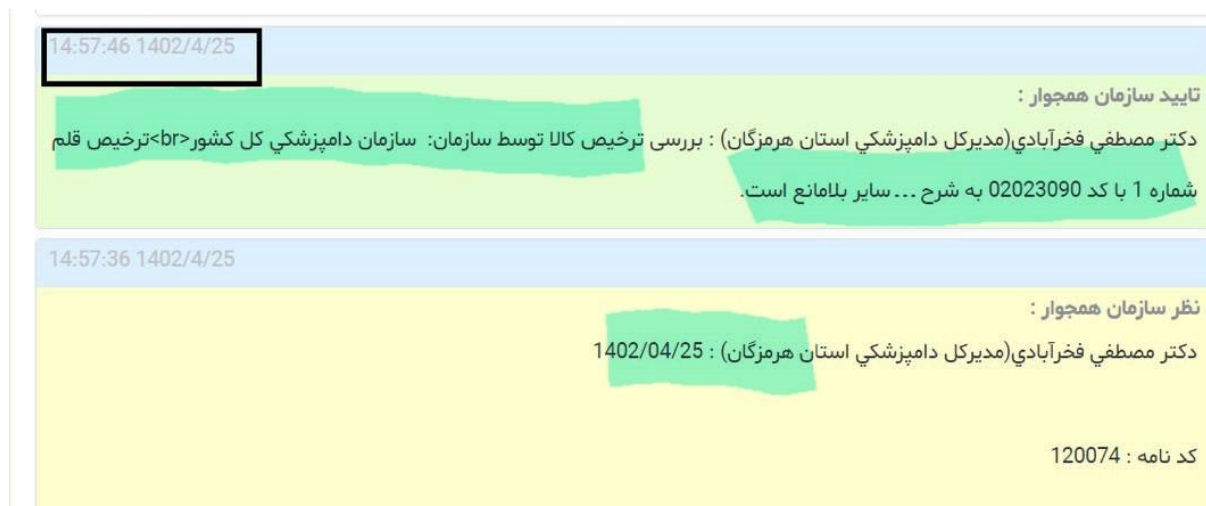 14:57:46 1402/4/25
تایید سازمان همجوار :
دکتر مصطفي فخرآبادي(مدیرکل دامپزشکي استان هرمزگان) : بررسی ترخیص کالا توسط سازمان: سازمان دامپزشکي کل کشور<br>ترخیص قلم
شماره 1 با کد 02023090 به شرح ... سایر بلامانع است.
14:57:36 1402/4/25
نظر سازمان همجوار :
دکتر مصطفي فخرآبادي(مدیرکل دامپزشکي استان هرمزگان) : 1402/04/25
کد نامه : 120074